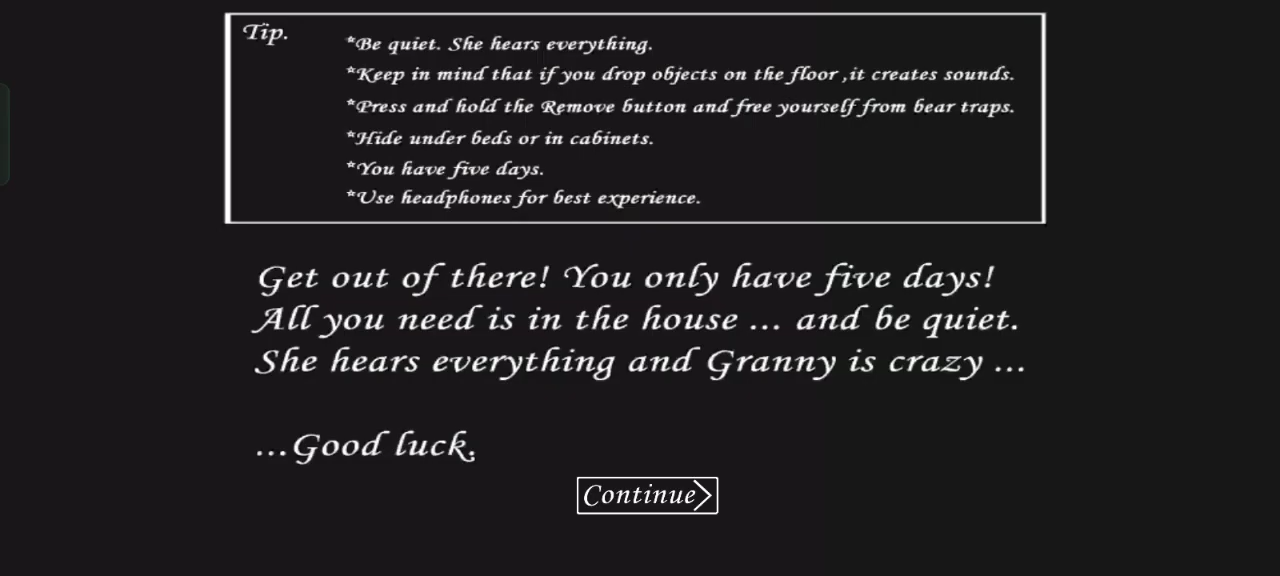 Tip.
*Be quiet. She hears everything.
*Keep in mind that if you drop objects on the floor ,it creates sounds.
*Press and hold the Remove button and free yourself from bear traps.
*Hide under beds or in cabinets.
*You have five days.
*Use headphones for best experience.
Get out of there! You only have five days!
All you need is in the house ... and be quiet.
She hears everything and Granny is crazy ...
...Good luck.
Continue